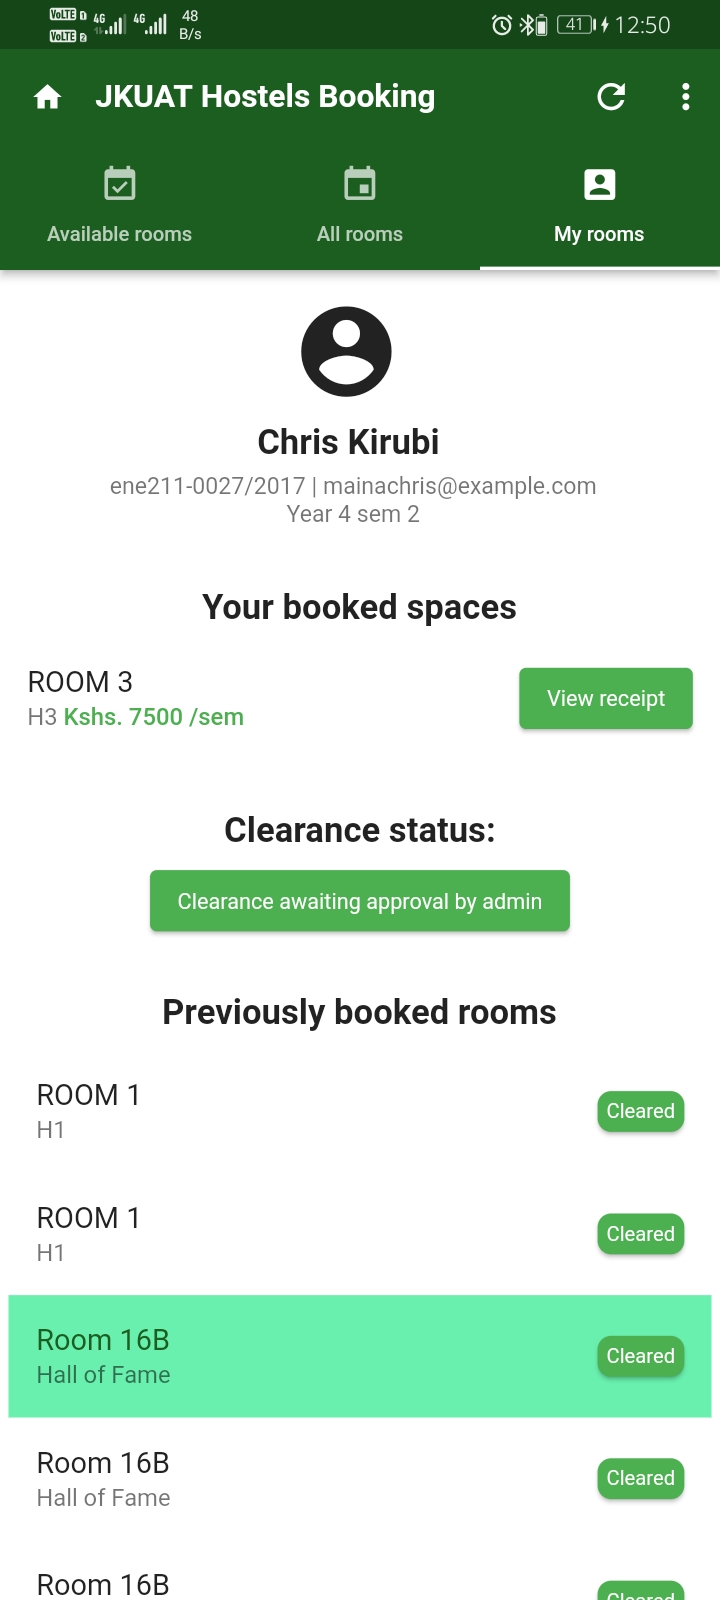 VoLTE 1 4G 4G 48 41 12:50
VoLTE 2 B/s
JKUAT Hostels Booking
Available rooms All rooms My rooms
Chris Kirubi
ene211-0027/2017 | mainachris@example.com
Year 4 sem 2
Your booked spaces
ROOM 3
H3 Kshs. 7500 /sem
View receipt
Clearance status:
Clearance awaiting approval by admin
Previously booked rooms
ROOM 1
H1
Cleared
ROOM 1
H1
Cleared
Room 16B
Hall of Fame
Cleared
Room 16B
Hall of Fame
Cleared
Room 16B
Cleared